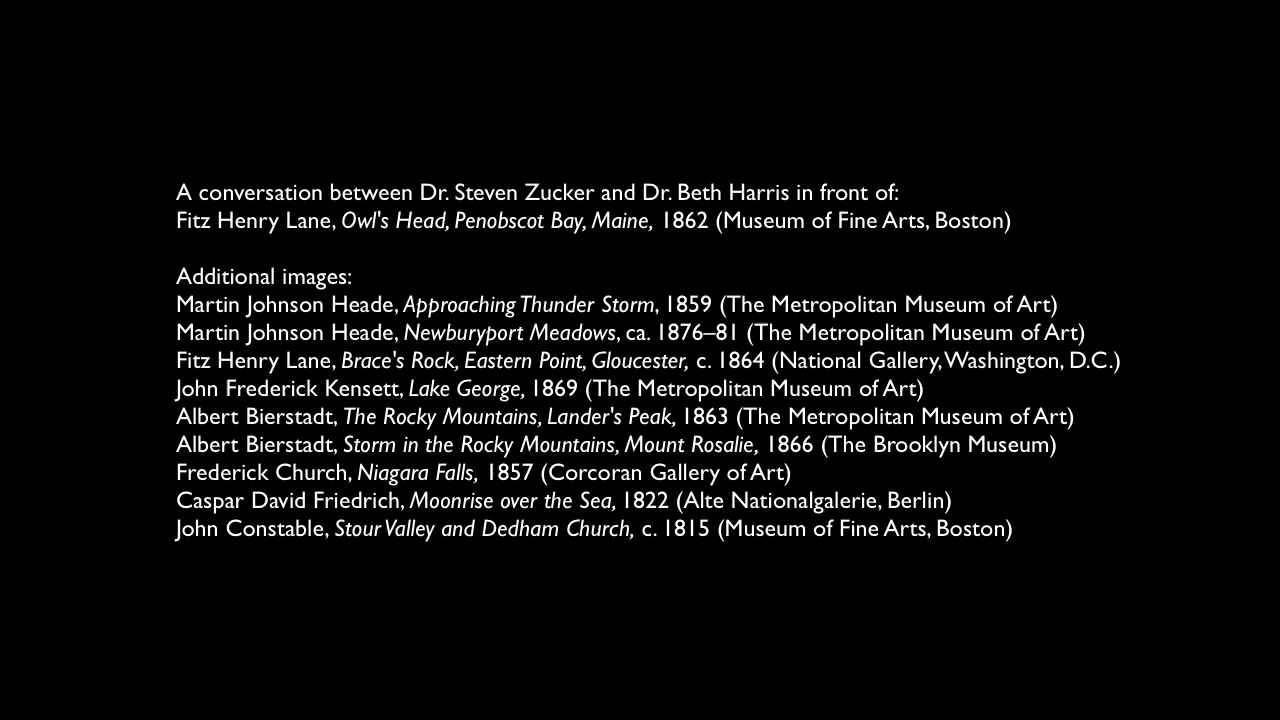 A conversation between Dr. Steven Zucker and Dr. Beth Harris in front of:
Fitz Henry Lane, Owl's Head, Penobscot Bay, Maine, 1862 (Museum of Fine Arts, Boston)
Additional images:
Martin Johnson Heade, Approaching Thunder Storm, 1859 (The Metropolitan Museum of Art)
Martin Johnson Heade, Newburyport Meadows, ca. 1876–81 (The Metropolitan Museum of Art)
Fitz Henry Lane, Brace's Rock, Eastern Point, Gloucester, c. 1864 (National Gallery, Washington, D.C.)
John Frederick Kensett, Lake George, 1869 (The Metropolitan Museum of Art)
Albert Bierstadt, The Rocky Mountains, Lander's Peak, 1863 (The Metropolitan Museum of Art)
Albert Bierstadt, Storm in the Rocky Mountains, Mount Rosalie, 1866 (The Brooklyn Museum)
Frederick Church, Niagara Falls, 1857 (Corcoran Gallery of Art)
Caspar David Friedrich, Moonrise over the Sea, 1822 (Alte Nationalgalerie, Berlin)
John Constable, Stour Valley and Dedham Church, c. 1815 (Museum of Fine Arts, Boston)